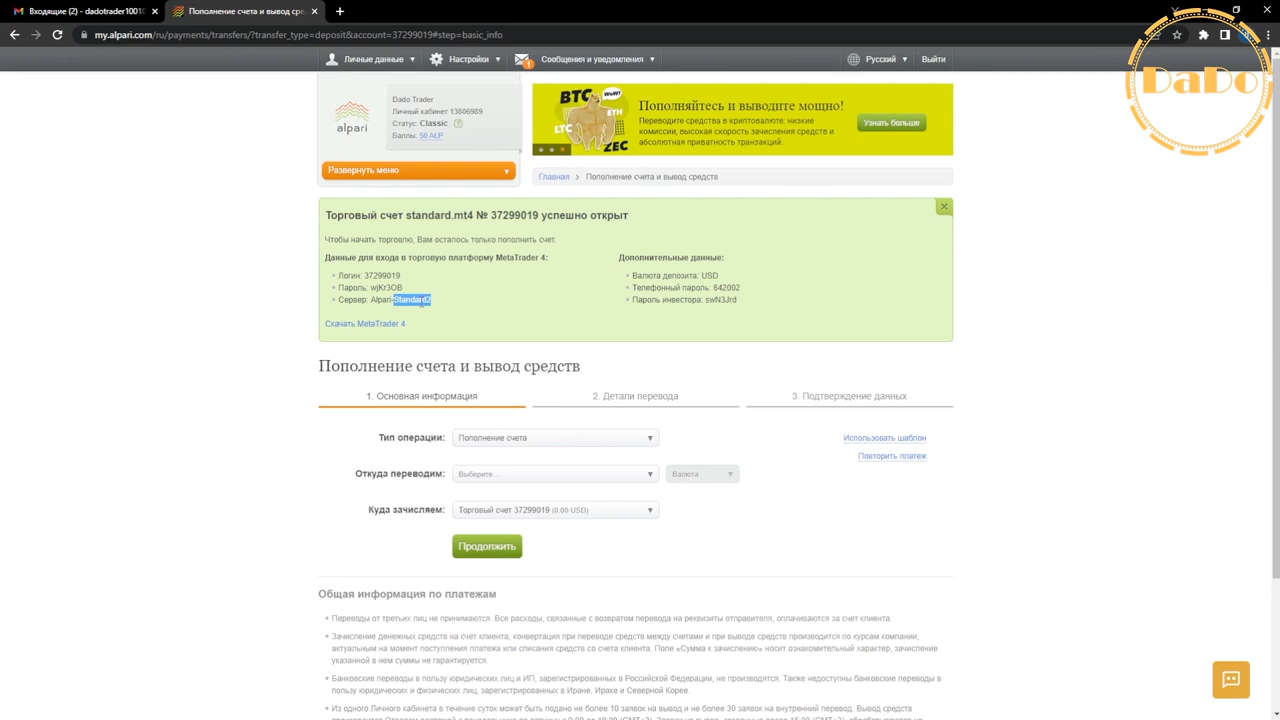 Входящие (1) - dadotrader10
Пополнение счета и вывод сре
my.alpari.com/ru/payments/transfers/?transfer_type=deposit&account=37299019#step=basic_info
Личные данные
Настройки
1
Сообщения и уведомления
Русский
Выйти
alpari
Dado Trader
Личный кабинет 13806989
Статус: Classic
Баллы: 50 ALP
Развернуть меню
BTC
WoW!
ETH
LTC
ZEC
Пополняйтесь и выводите мощно!
Переводите средства в криптовалюте: низкие
комиссии, высокая скорость зачисления средств и
абсолютная приватность транзакций.
Узнать больше
DaDo
Главная > Пополнение счета и вывод средств
Торговый счет standard.mt4 № 37299019 успешно открыт
Чтобы начать торговлю, Вам осталось только пополнить счет.
Данные для входа в торговую платформу MetaTrader 4:
Логин: 37299019
Пароль: wjKr3OB
Сервер: Alpari-Standard2
Скачать MetaTrader 4
Дополнительные данные:
Валюта депозита: USD
Телефонный пароль: 642002
Пароль инвестора: swN3Jrd
Пополнение счета и вывод средств
1. Основная информация
2. Детали перевода
3. Подтверждение данных
Тип операции: Пополнение счета
Использовать шаблон
Повторить платеж
Откуда переводим: Выберите... Валюта
Куда зачисляем: Торговый счет 37299019 (0.00 USD)
Продолжить
Общая информация по платежам
Переводы от третьих лиц не принимаются. Все расходы, связанные с возвратом перевода на реквизиты отправителя, оплачиваются за счет клиента.
Зачисление денежных средств на счет клиента, конвертация при переводе средств между счетами и при выводе средств производится по курсам компании,
актуальным на момент поступления платежа или списания средств со счета клиента. Поле «Сумма к зачислению» носит ознакомительный характер, зачисление
указанной в нем суммы не гарантируется.
Банковские переводы в пользу юридических лиц и ИП, зарегистрированных в Российской Федерации, не производятся. Также недоступны банковские переводы в
пользу юридических и физических лиц, зарегистрированных в Иране, Ираке и Северной Корее.
Из одного Личного кабинета в течение суток может быть подано не более 10 заявок на вывод и не более 30 заявок на внутренний перевод. Вывод средств